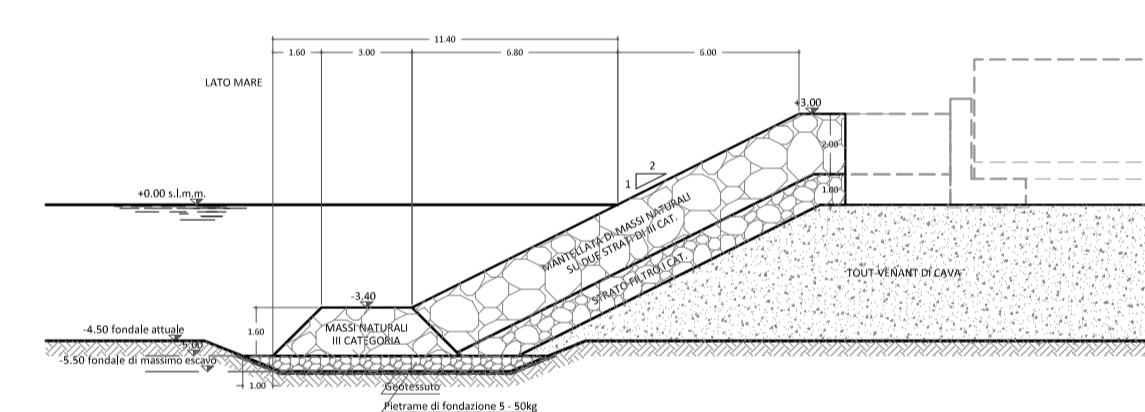 11.40
1.60
3.00
6.80
6.00
LATO MARE
+3.00
2.00
2
1
1.00
+0.00 s.l.m.m.
MANTELLATA DI MASSI NATURALI
SU DUE STRATI DI III CAT.
STRATO FILTRO I CAT.
TOUT-VENANT DI CAVA
-3.40
1.60
MASSI NATURALI
III CATEGORIA
-4.50 fondale attuale
-5.00
-5.50 fondale di massimo escavo
1.00
Geotessuto
Pietrame di fondazione 5 - 50kg